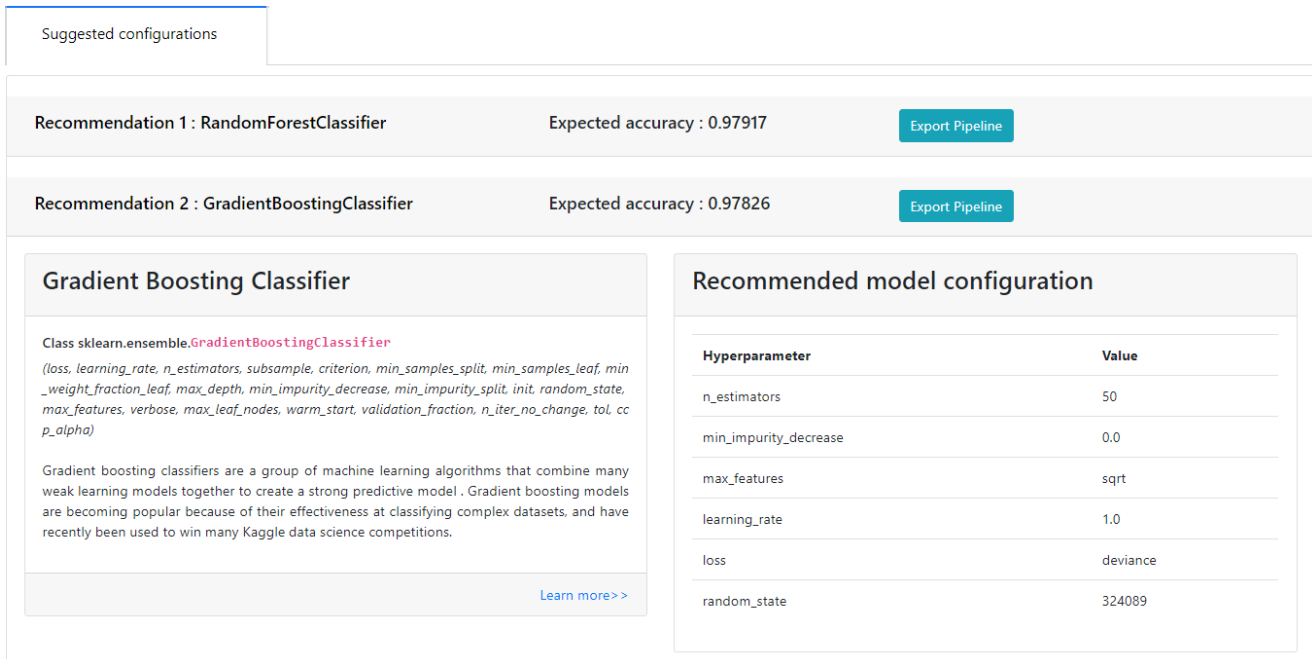 Suggested configurations
Recommendation 1 : RandomForestClassifier
Expected accuracy : 0.97917
Export Pipeline
Recommendation 2 : GradientBoostingClassifier
Expected accuracy : 0.97826
Export Pipeline
Gradient Boosting Classifier
Class sklearn.ensemble.GradientBoostingClassifier
(loss, learning_rate, n_estimators, subsample, criterion, min_samples_split, min_samples_leaf, min
_weight_fraction_leaf, max_depth, min_impurity_decrease, min_impurity_split, init, random_state,
max_features, verbose, max_leaf_nodes, warm_start, validation_fraction, n_iter_no_change, tol, cc
p_alpha)
Gradient boosting classifiers are a group of machine learning algorithms that combine many
weak learning models together to create a strong predictive model . Gradient boosting models
are becoming popular because of their effectiveness at classifying complex datasets, and have
recently been used to win many Kaggle data science competitions.
Learn more>>
Recommended model configuration
Hyperparameter Value
n_estimators 50
min_impurity_decrease 0.0
max_features sqrt
learning_rate 1.0
loss deviance
random_state 324089